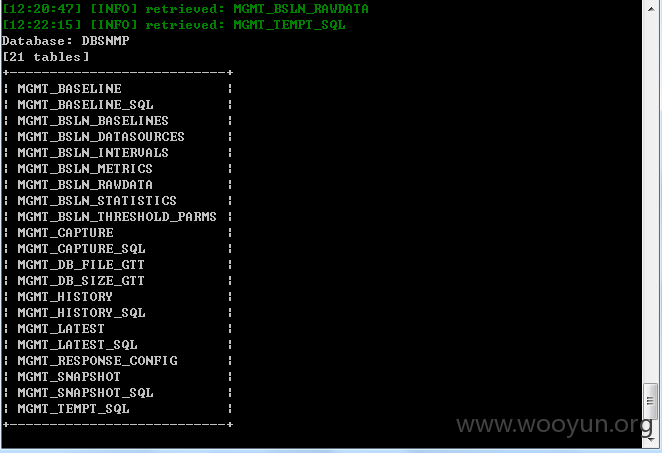 [12:20:47] [INFO] retrieved: MGMT_BSLN_RAWDATA
[12:22:15] [INFO] retrieved: MGMT_TEMPT_SQL
Database: DBSNMP
[21 tables]
+---------------------------+
¦ MGMT_BASELINE ¦
¦ MGMT_BASELINE_SQL ¦
¦ MGMT_BSLN_BASELINES ¦
¦ MGMT_BSLN_DATASOURCES ¦
¦ MGMT_BSLN_INTERVALS ¦
¦ MGMT_BSLN_METRICS ¦
¦ MGMT_BSLN_RAWDATA ¦
¦ MGMT_BSLN_STATISTICS ¦
¦ MGMT_BSLN_THRESHOLD_PARMS ¦
¦ MGMT_CAPTURE ¦
¦ MGMT_CAPTURE_SQL ¦
¦ MGMT_DB_FILE_GTT ¦
¦ MGMT_DB_SIZE_GTT ¦
¦ MGMT_HISTORY ¦
¦ MGMT_HISTORY_SQL ¦
¦ MGMT_LATEST ¦
¦ MGMT_LATEST_SQL ¦
¦ MGMT_RESPONSE_CONFIG ¦
¦ MGMT_SNAPSHOT ¦
¦ MGMT_SNAPSHOT_SQL ¦
¦ MGMT_TEMPT_SQL ¦
+---------------------------+
www.wooyun.org